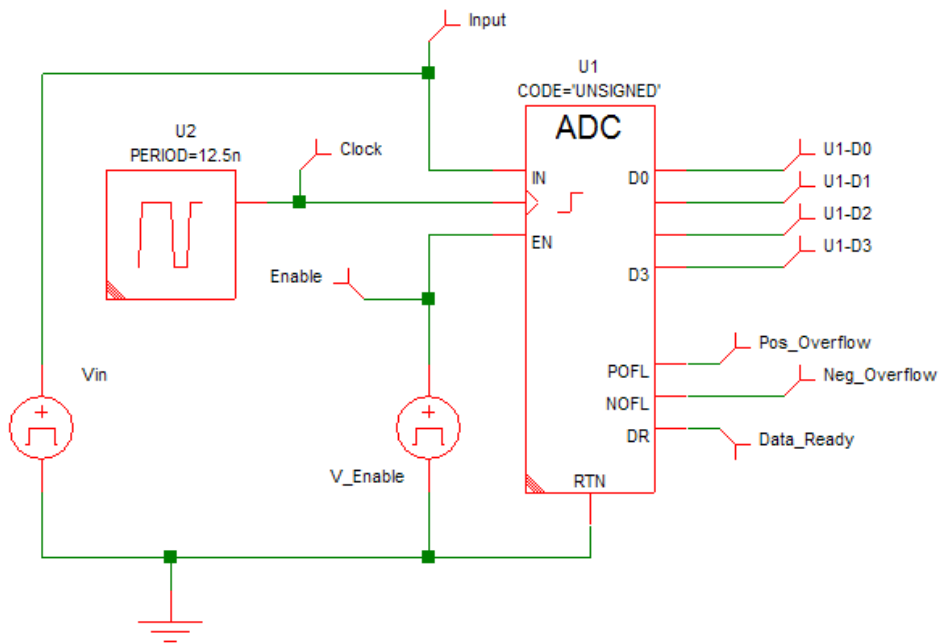 Input
U1
CODE='UNSIGNED'
ADC
U2
PERIOD=12.5n
Clock
IN
EN
D0
D3
U1-D0
U1-D1
U1-D2
U1-D3
Enable
POFL
NOFL
DR
Pos_Overflow
Neg_Overflow
Data_Ready
Vin
V_Enable
RTN